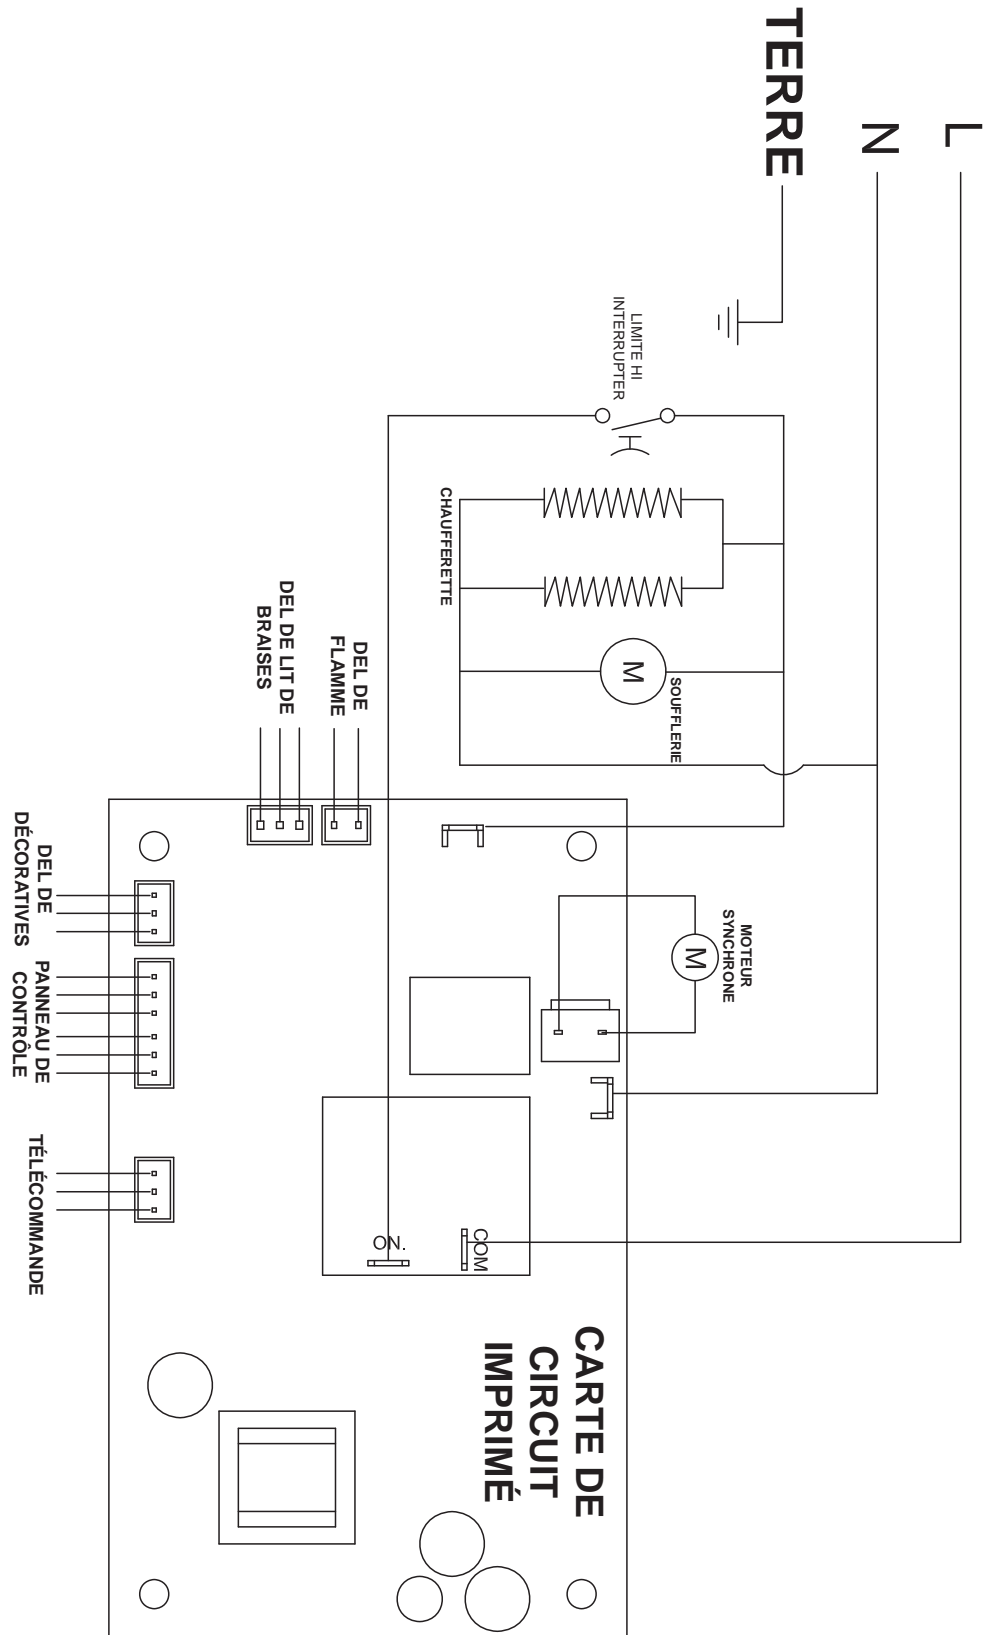 L
N
TERRE
LIMITE HI
INTERRUPTER
CHAUFFERETTE
M
SOUFFLERIE
DEL DE
FLAMME
DEL DE LIT DE
BRAISES
MOTEUR
SYNCHRONE
M
DEL DE
DÉCORATIVES
PANNEAU DE
CONTRÔLE
TÉLÉCOMMANDE
COM
ON.
CARTE DE
CIRCUIT
IMPRIMÉ